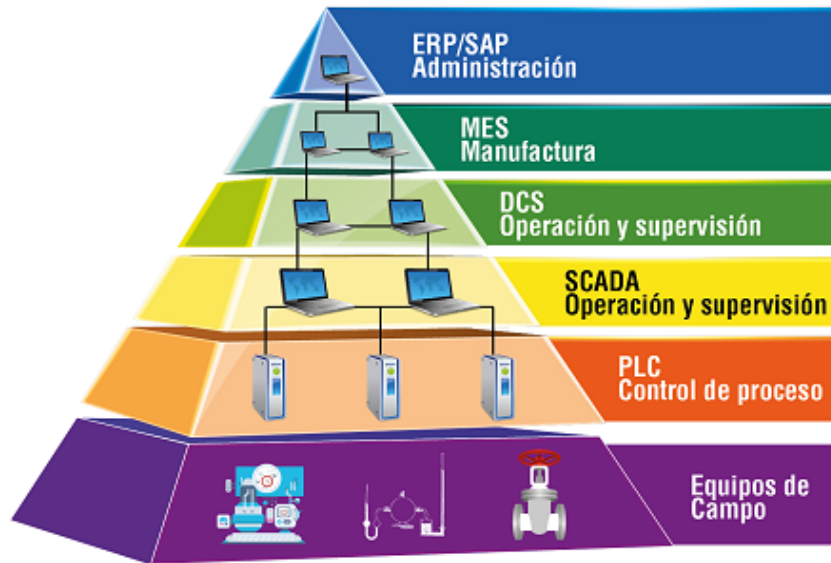 ERP/SAP
Administración
MES
Manufactura
DCS
Operación y supervisión
SCADA
Operación y supervisión
PLC
Control de proceso
Equipos de
Campo